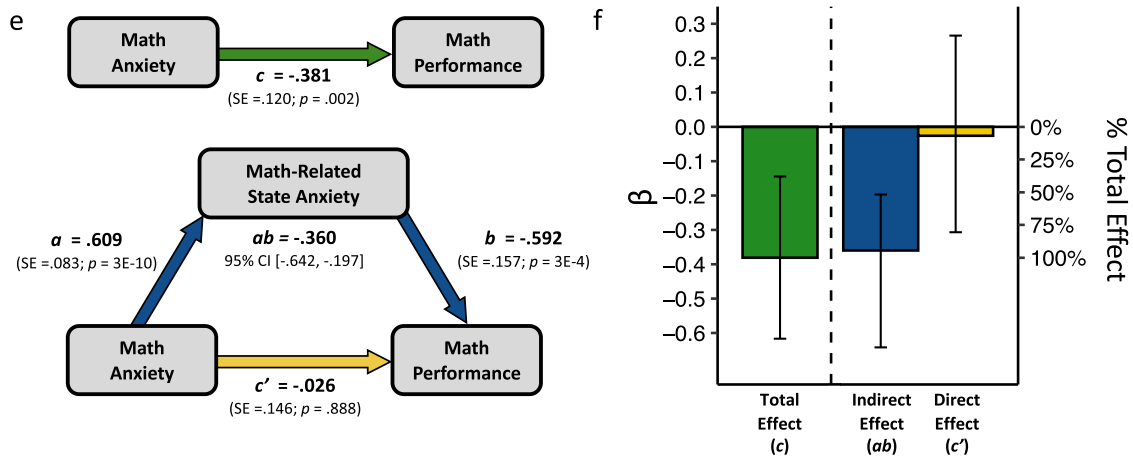 e
Math
Anxiety
Math
Performance
c = -.381
(SE =.120; p = .002)
Math-Related
State Anxiety
a = .609
(SE =.083; p = 3E-10)
ab = -.360
95% CI [-.642, -.197]
b = -.592
(SE =.157; p = 3E-4)
Math
Anxiety
Math
Performance
c’ = -.026
(SE =.146; p = .888)
f
0.3
0.2
0.1
0.0
−0.1
−0.2
−0.3
−0.4
−0.5
−0.6
β
0%
25%
50%
75%
100%
% Total Effect
Total
Effect
(c)
Indirect
Effect
(ab)
Direct
Effect
(c’)